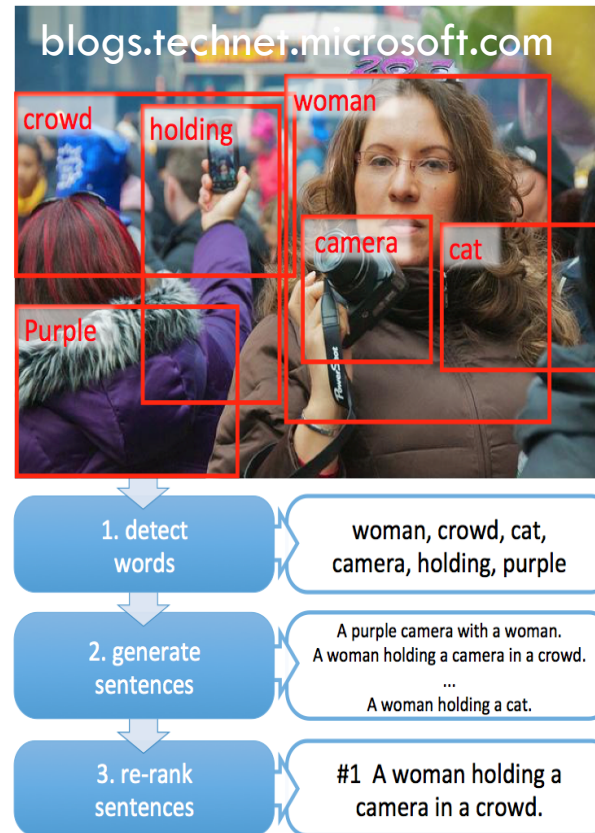 blogs.technet.microsoft.com
crowd
holding
woman
camera
cat
Purple
PowerShot
1. detect
words
woman, crowd, cat,
camera, holding, purple
2. generate
sentences
A purple camera with a woman.
A woman holding a camera in a crowd.
...
A woman holding a cat.
3. re-rank
sentences
#1 A woman holding a
camera in a crowd.